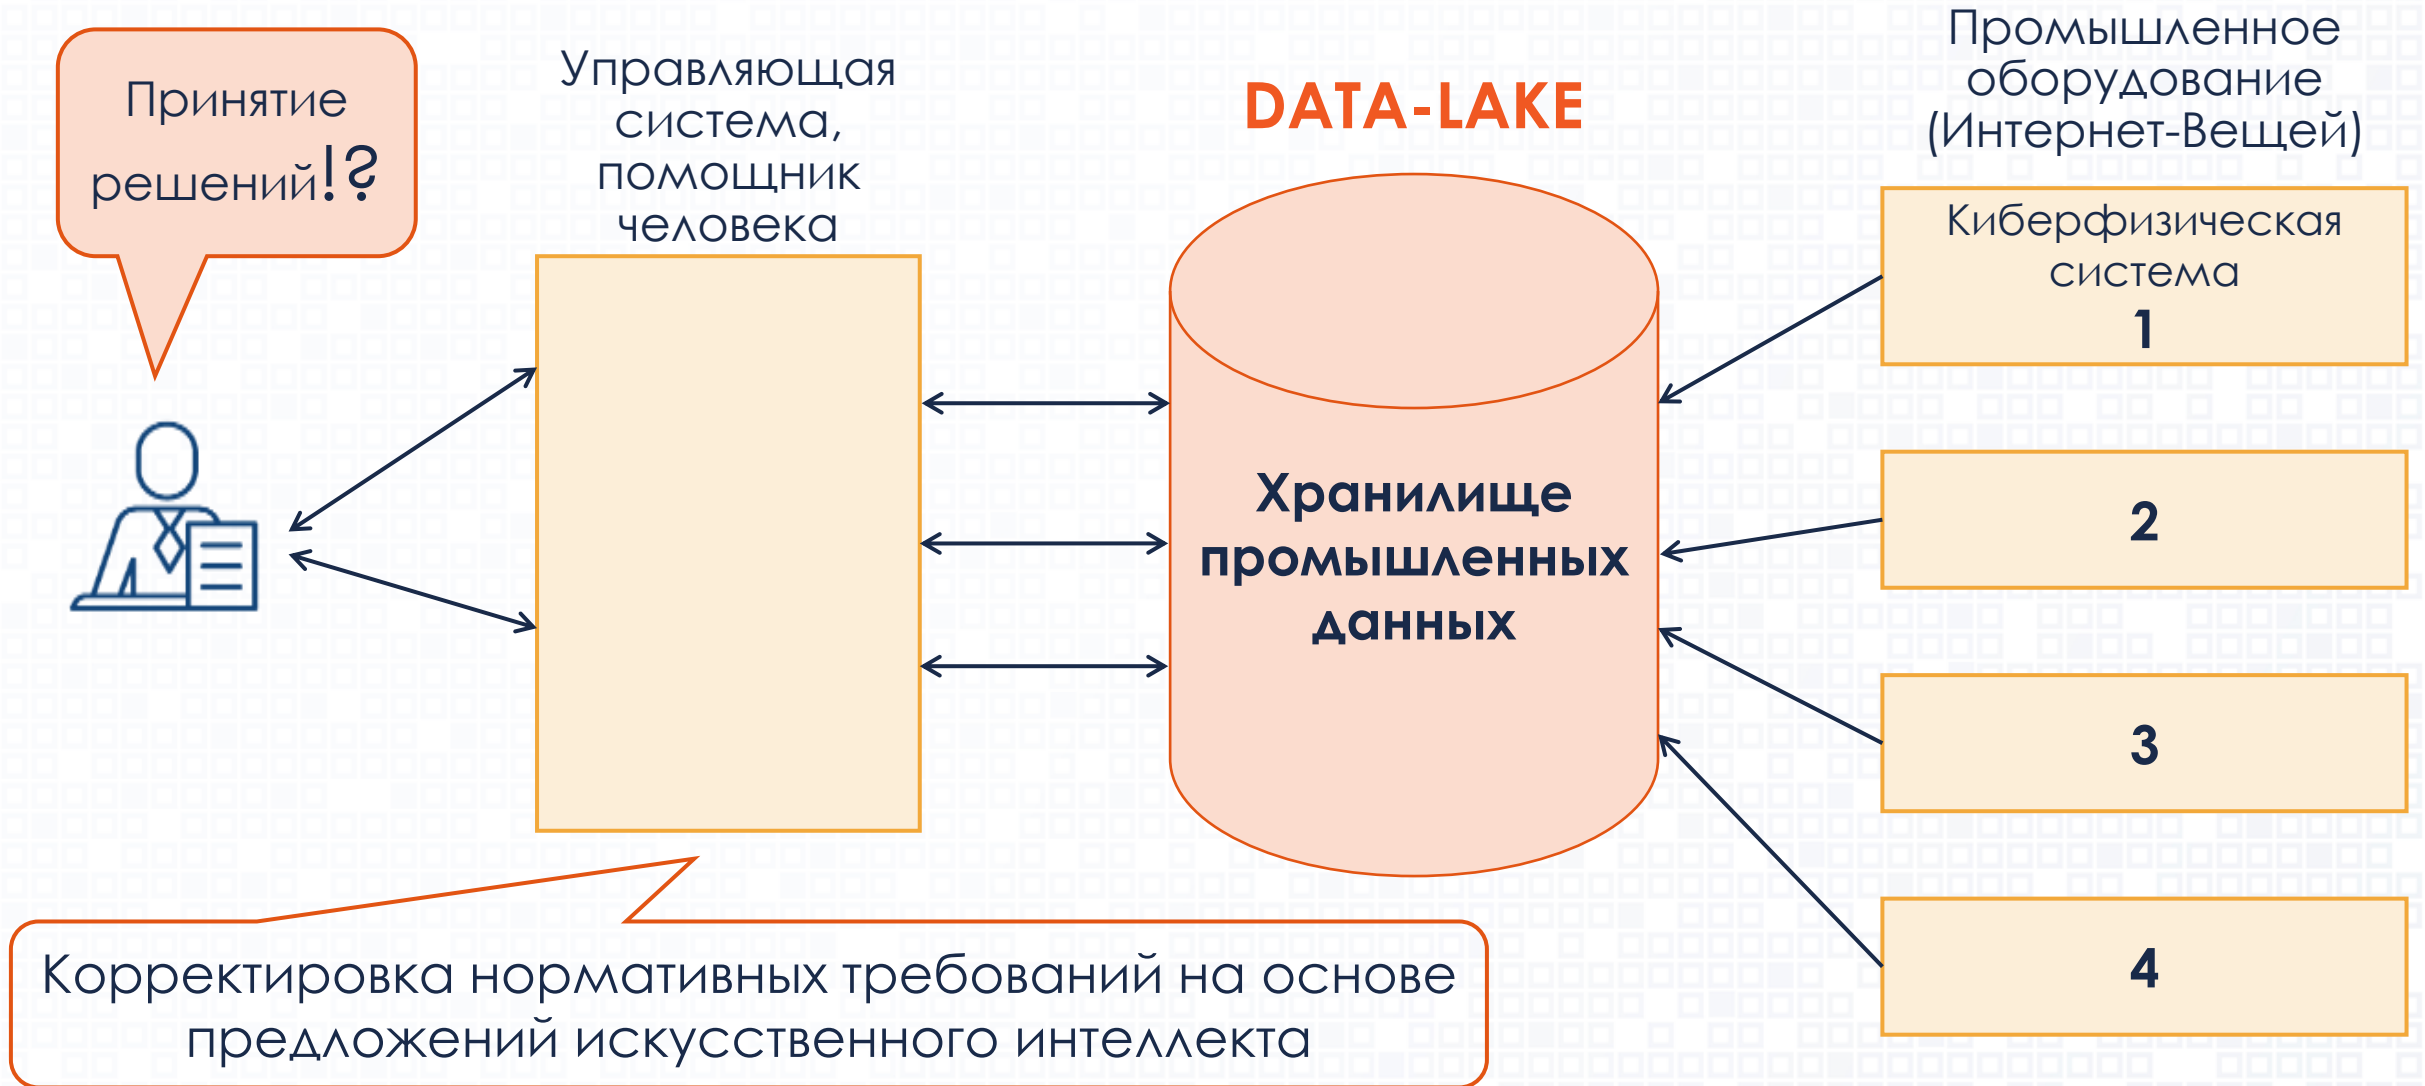 Принятие
решений!?
Управляющая
система,
помощник
человека
DATA-LAKE
Хранилище
промышленных
данных
Промышленное
оборудование
(Интернет-Вещей)
Киберфизическая
система
1
2
3
4
Корректировка нормативных требований на основе
предложений искусственного интеллекта